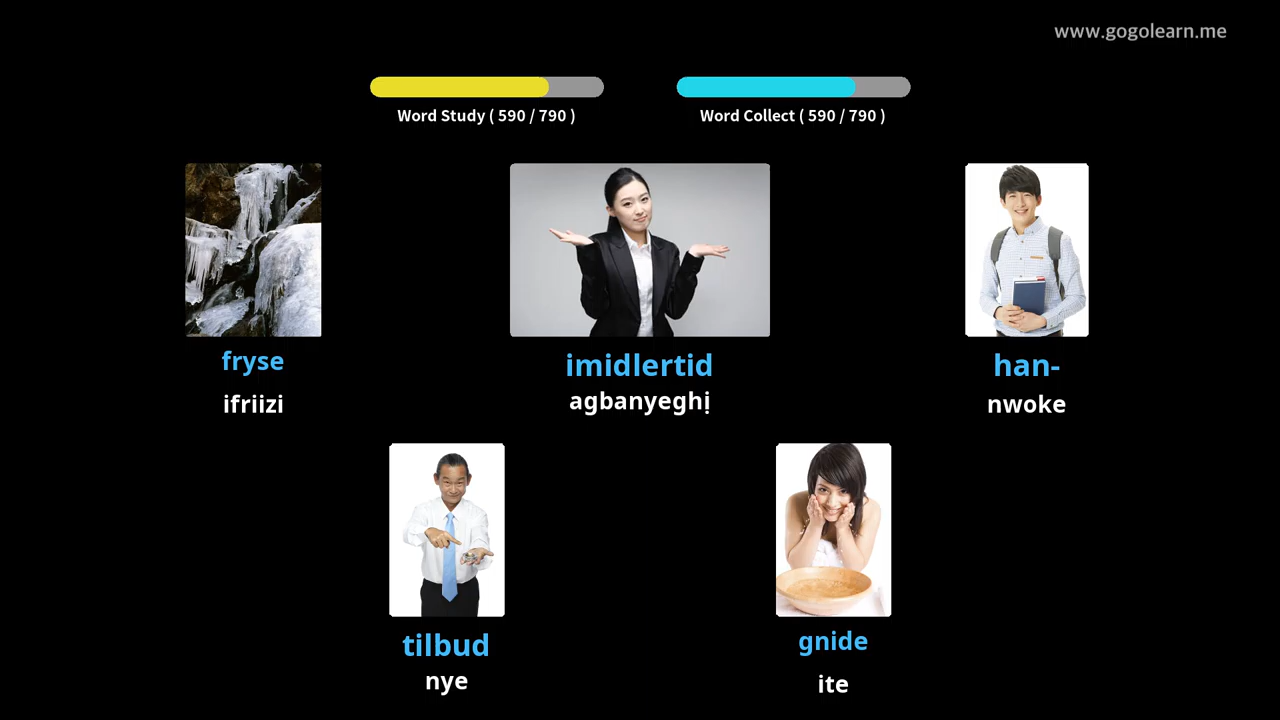 www.gogolearn.me
Word Study ( 590 / 790 )
Word Collect ( 590 / 790 )
fryse
ifriizi
imidlertid
agbanyeghị
han-
nwoke
tilbud
nye
gnide
ite